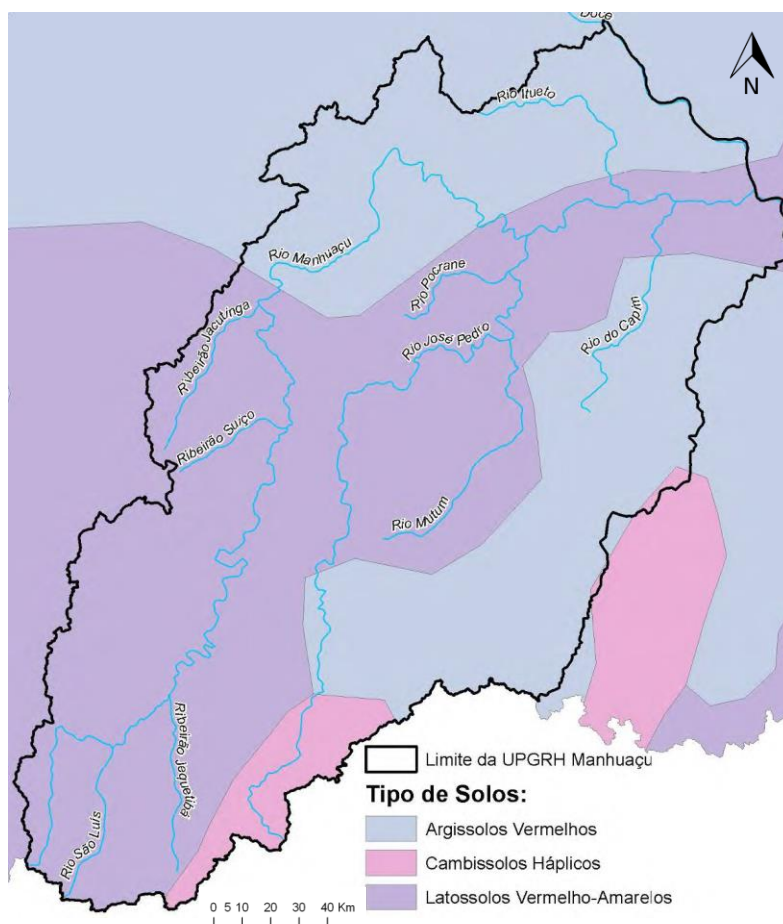 Doce
N
Rio Itueto
Rio Manhuaçu
Rio Pocrane
Ribeirão Jacutinga
Rio José Pedro
Rio do Capim
Ribeirão Suiço
Rio Mutum
Ribeirão Jequitibá
Rio São Luís
Limite da UPGRH Manhuaçu
Tipo de Solos:
Argissolos Vermelhos
Cambissolos Háplicos
Latossolos Vermelho-Amarelos
0 5 10 20 30 40 Km